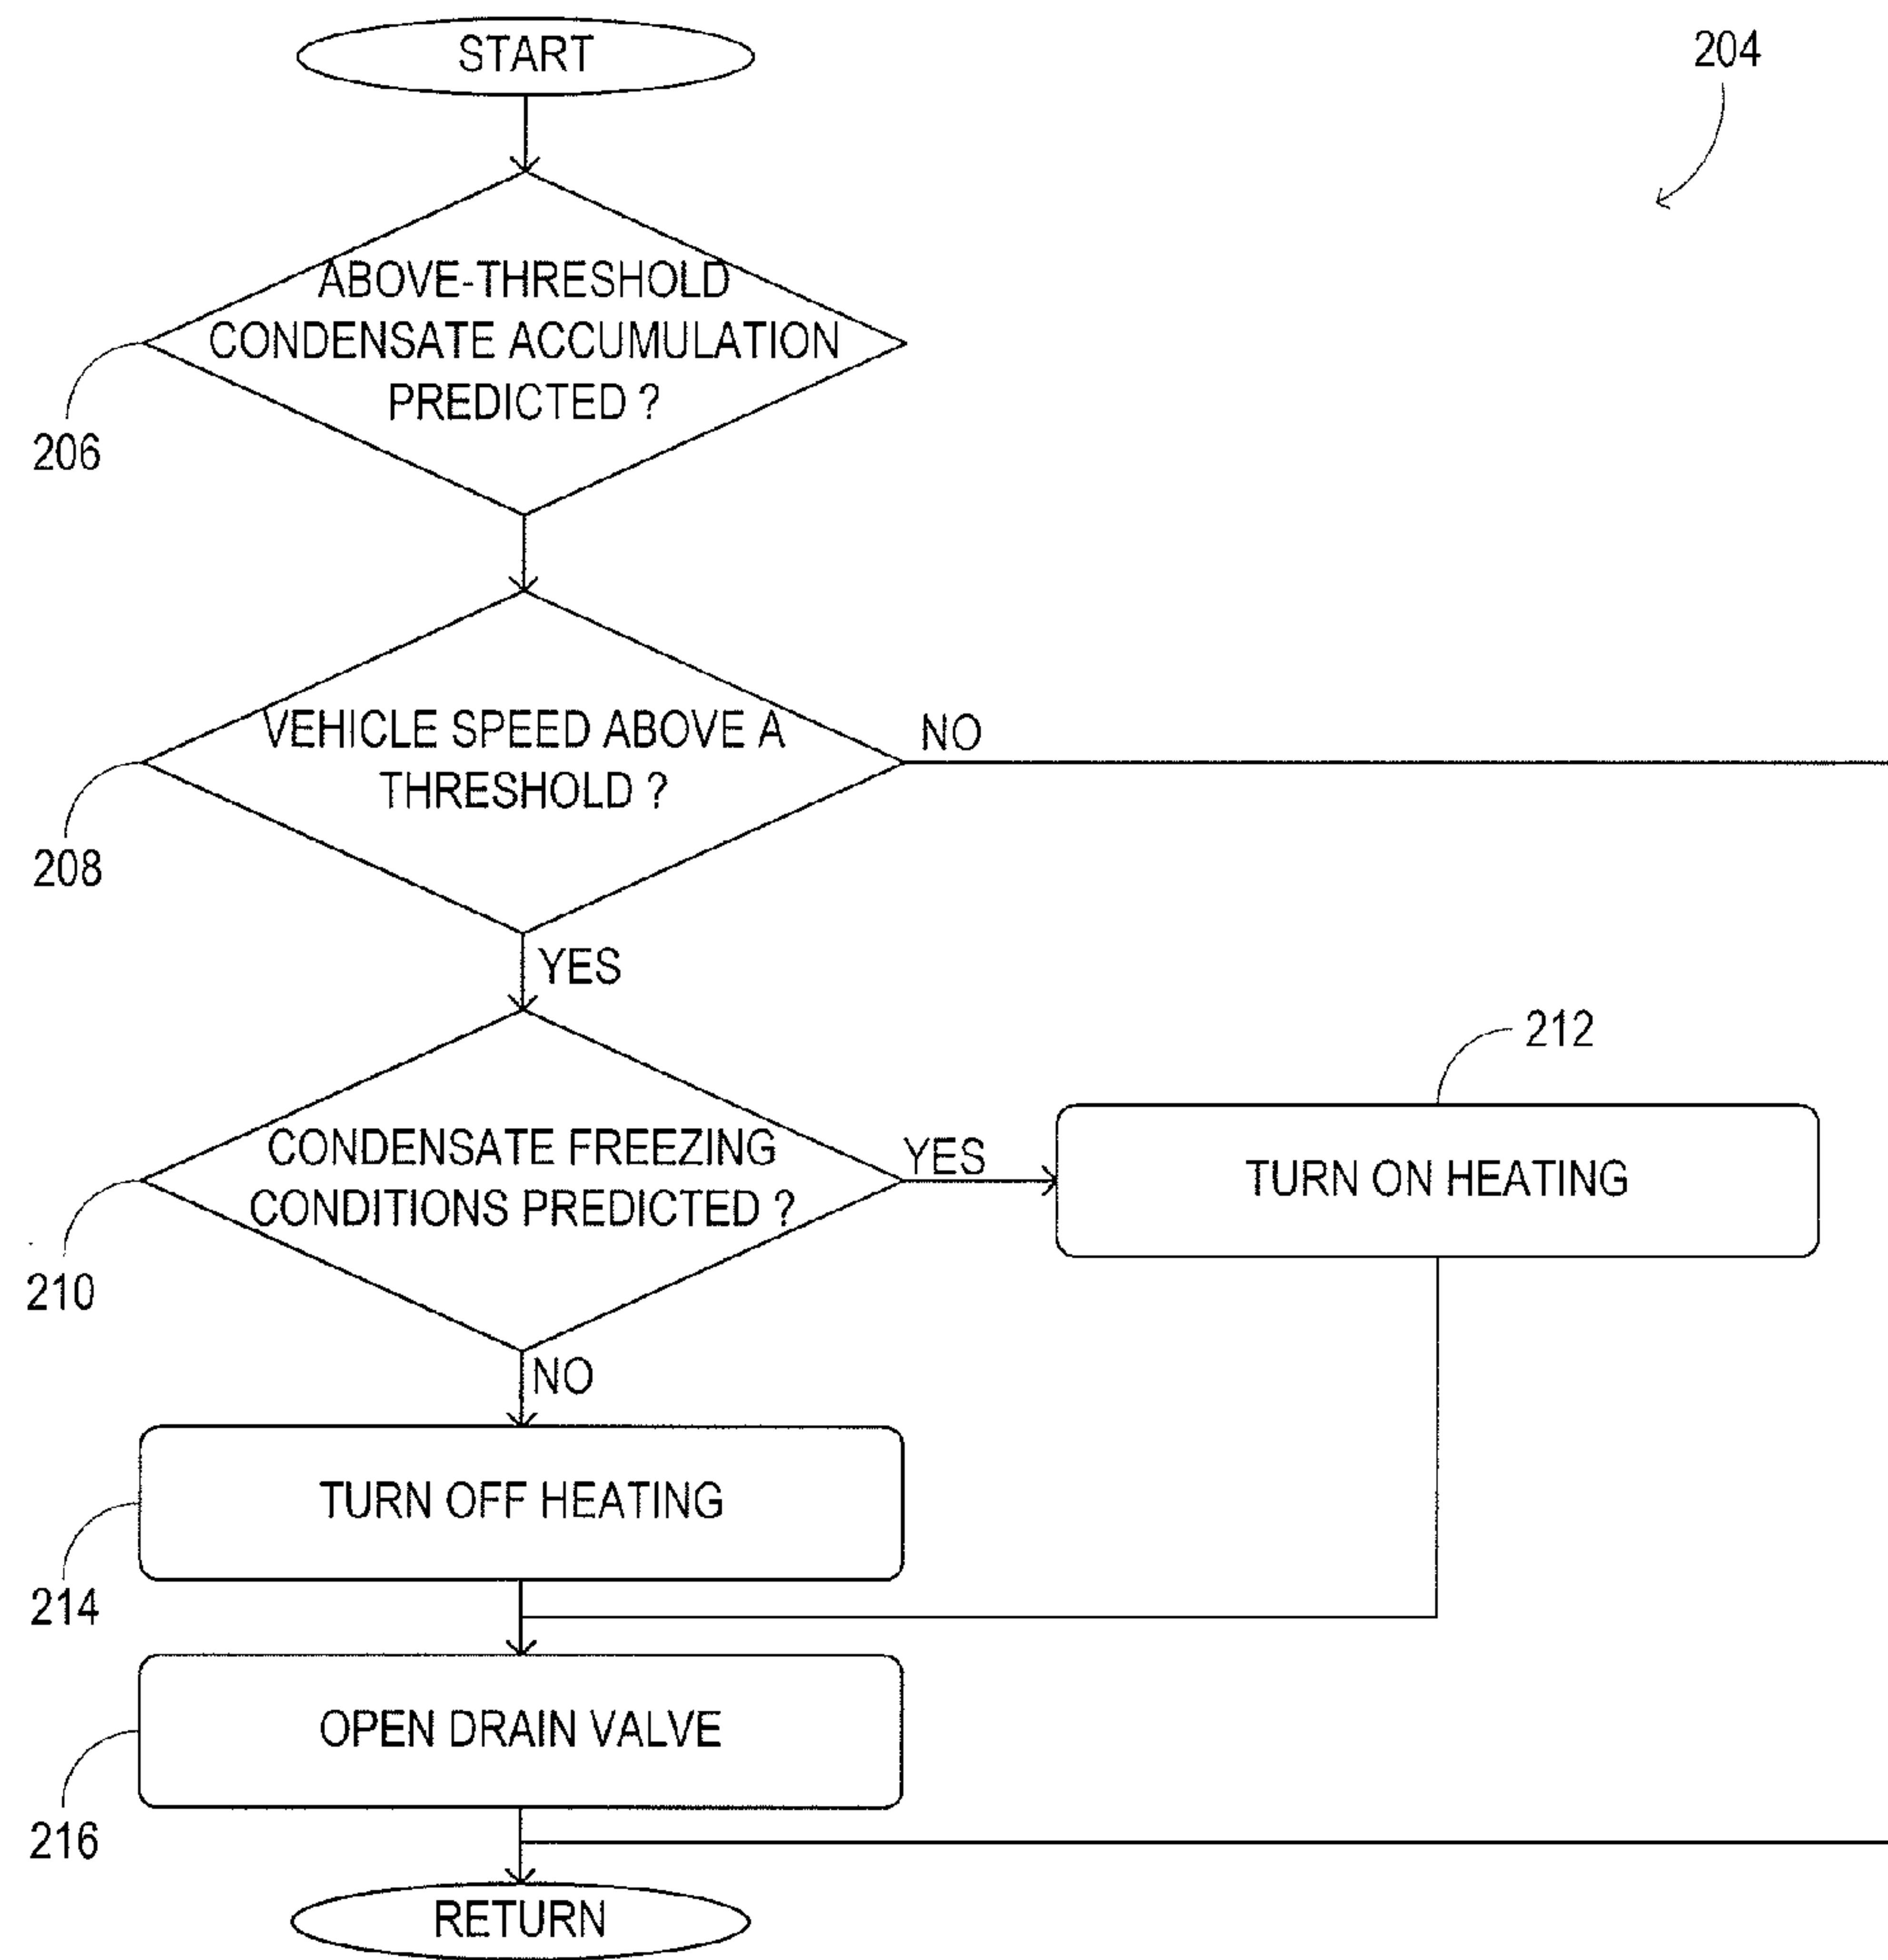 START
204
ABOVE-THRESHOLD
CONDENSATE ACCUMULATION
PREDICTED ?
206
VEHICLE SPEED ABOVE A
THRESHOLD ?
NO
208
YES
212
CONDENSATE FREEZING
CONDITIONS PREDICTED ?
YES
TURN ON HEATING
210
NO
TURN OFF HEATING
214
OPEN DRAIN VALVE
216
RETURN